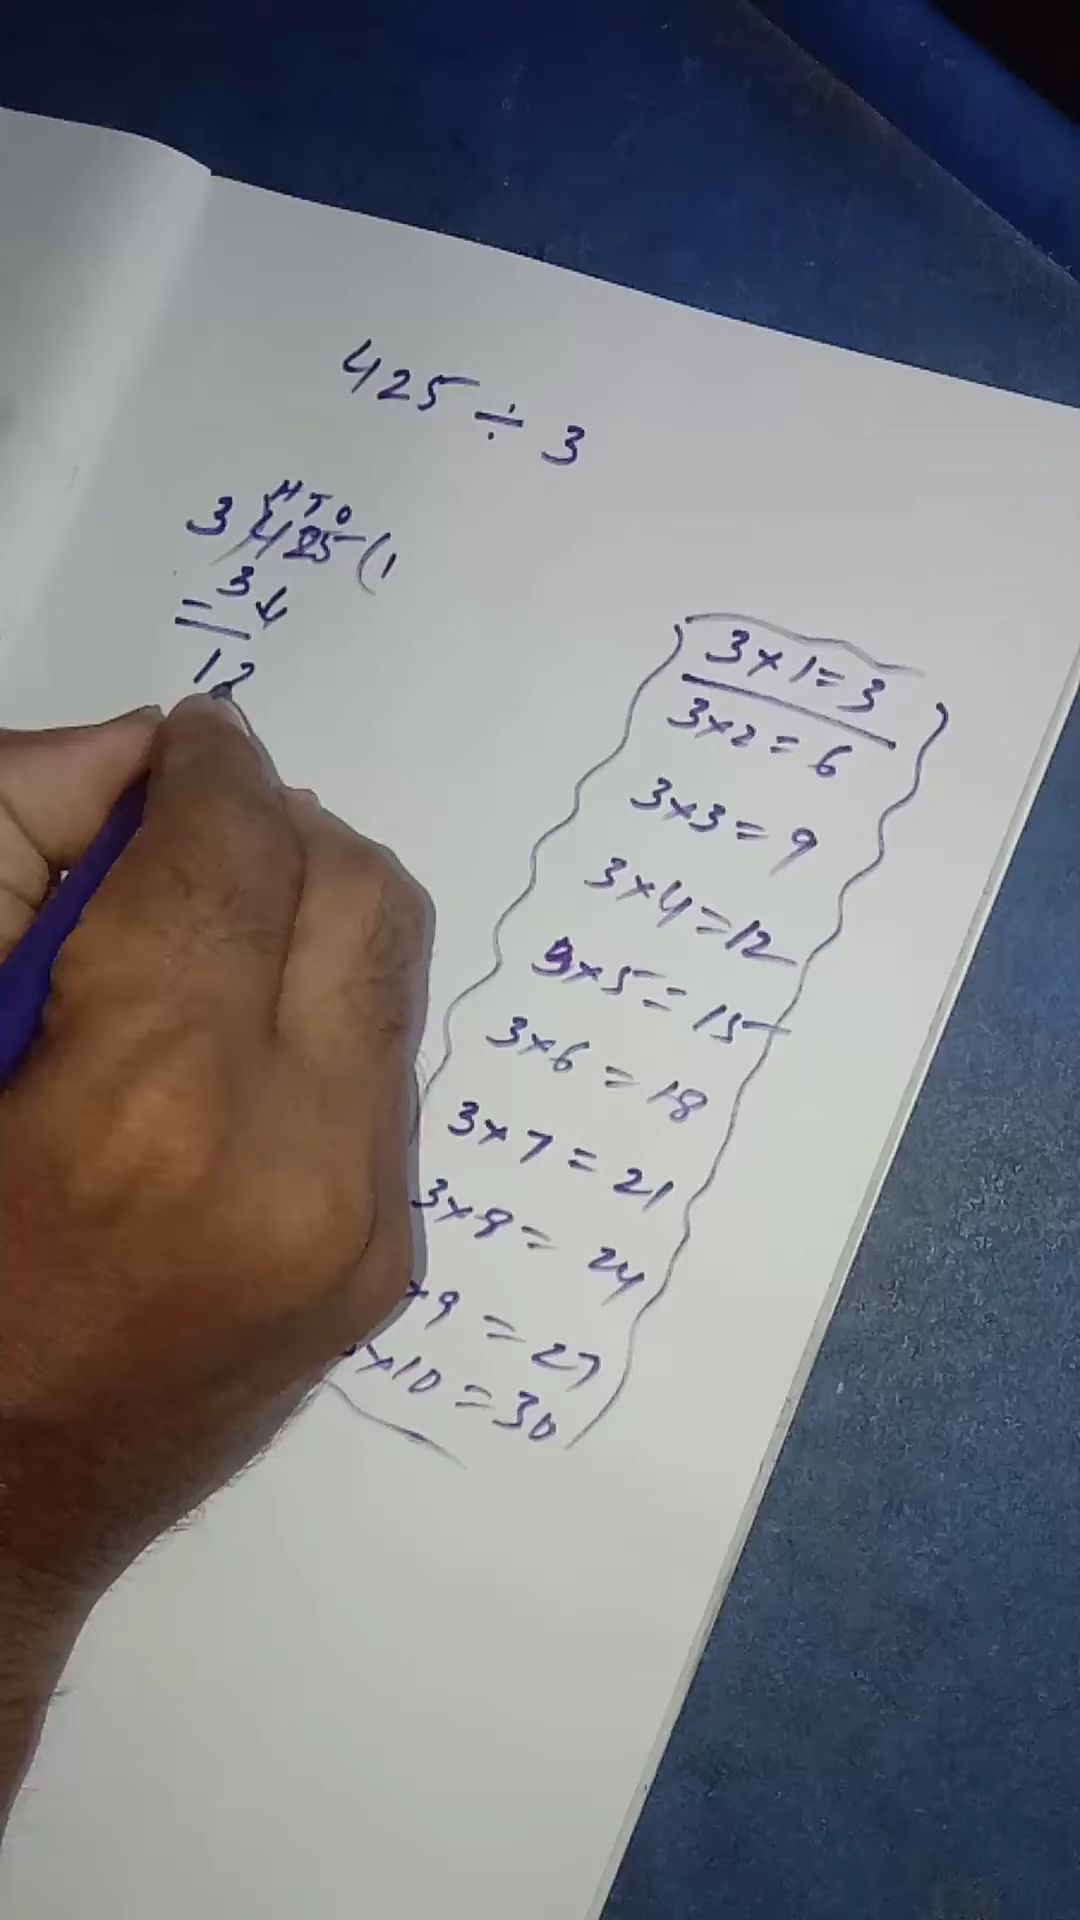 425 ÷ 3
H T O
3 ) 425 ( 1
- 3 ↓
12
3 × 1 = 3
3 × 2 = 6
3 × 3 = 9
3 × 4 = 12
3 × 5 = 15
3 × 6 = 18
3 × 7 = 21
3 × 8 = 24
× 9 = 27
× 10 = 30